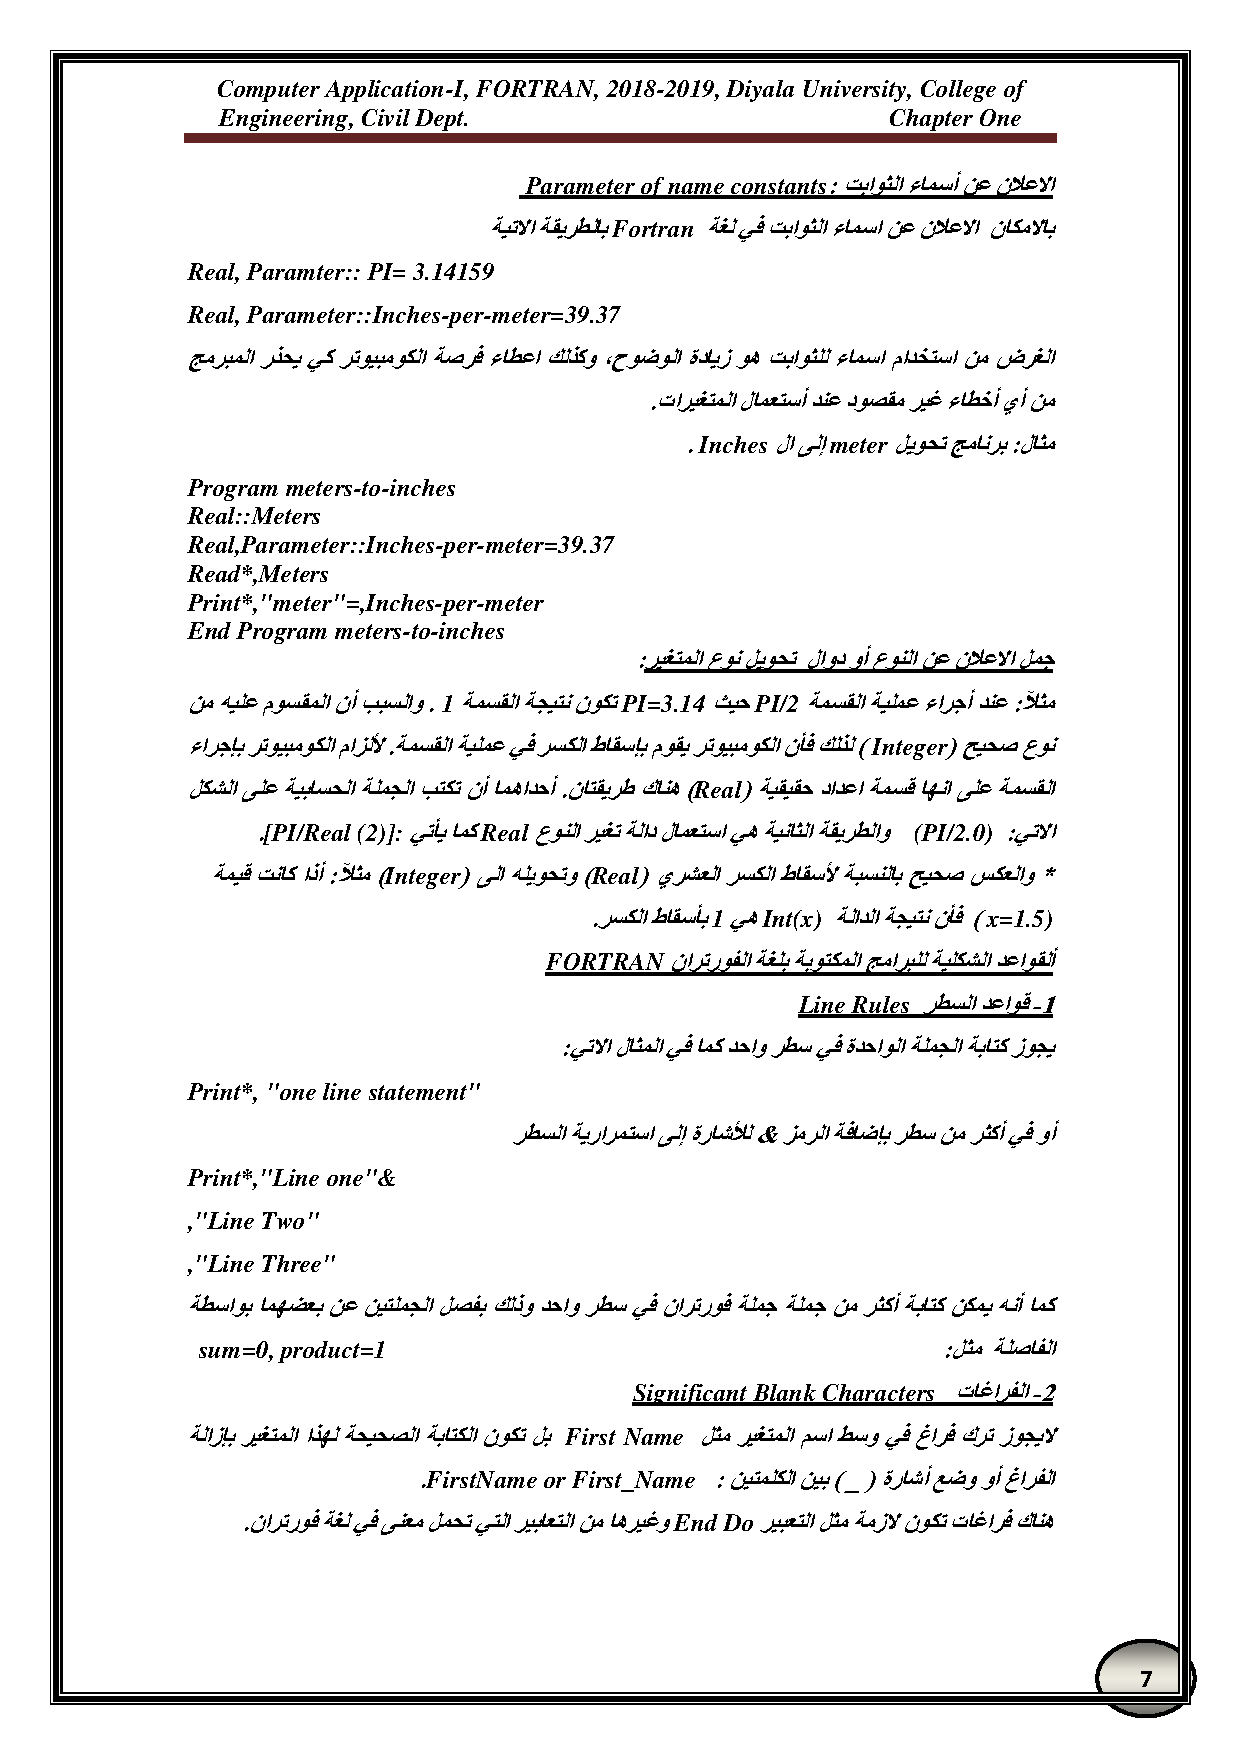 Computer Application-I, FORTRAN, 2018-2019, Diyala University, College of
Engineering, Civil Dept. Chapter One
الاعلان عن أسماء الثوابت : Parameter of name constants
بالامكان الاعلان عن اسماء الثوابت في لغة Fortran بالطريقة الاتية
Real, Paramter:: PI= 3.14159
Real, Parameter::Inches-per-meter=39.37
الغرض من استخدام اسماء للثوابت هو زيادة الوضوح، وكذلك اعطاء فرصة الكومبيوتر كي يحذر المبرمج
من أي أخطاء غير مقصود عند أستعمال المتغيرات.
مثال: برنامج تحويل meter إلى ال Inches .
Program meters-to-inches
Real::Meters
Real,Parameter::Inches-per-meter=39.37
Read*,Meters
Print*,"meter"=,Inches-per-meter
End Program meters-to-inches
جمل الاعلان عن النوع أو دوال تحويل نوع المتغير:
مثلآ: عند أجراء عملية القسمة PI/2 حيث PI=3.14 تكون نتيجة القسمة 1 . والسبب أن المقسوم عليه من
نوع صحيح (Integer ) لذلك فأن الكومبيوتر يقوم بإسقاط الكسر في عملية القسمة. لألزام الكومبيوتر بإجراء
القسمة على انها قسمة اعداد حقيقية (Real) هناك طريقتان. أحداهما أن تكتب الجملة الحسابية على الشكل
الاتي: (PI/2.0) والطريقة الثانية هي استعمال دالة تغير النوع Real كما يأتي :[PI/Real (2)].
* والعكس صحيح بالنسبة لأسقاط الكسر العشري (Real) وتحويله الى (Integer) مثلآ: أذا كانت قيمة
(x=1.5 ) فأن نتيجة الدالة Int(x) هي 1 بأسقاط الكسر.
ألقواعد الشكلية للبرامج المكتوبة بلغة الفورتران FORTRAN
1- قواعد السطر Line Rules
يجوز كتابة الجملة الواحدة في سطر واحد كما في المثال الاتي:
Print*, "one line statement"
أو في أكثر من سطر بإضافة الرمز & للأشارة إلى استمرارية السطر
Print*,"Line one"&
,"Line Two"
,"Line Three"
كما أنه يمكن كتابة أكثر من جملة جملة فورتران في سطر واحد وذلك بفصل الجملتين عن بعضهما بواسطة
الفاصلة مثل: sum=0, product=1
2- الفراغات Significant Blank Characters
لايجوز ترك فراغ في وسط اسم المتغير مثل First Name بل تكون الكتابة الصحيحة لهذا المتغير بإزالة
الفراغ أو وضع أشارة ( _ ) بين الكلمتين : FirstName or First_Name.
هناك فراغات تكون لازمة مثل التعبير End Do وغيرها من التعابير التي تحمل معنى في لغة فورتران.
7